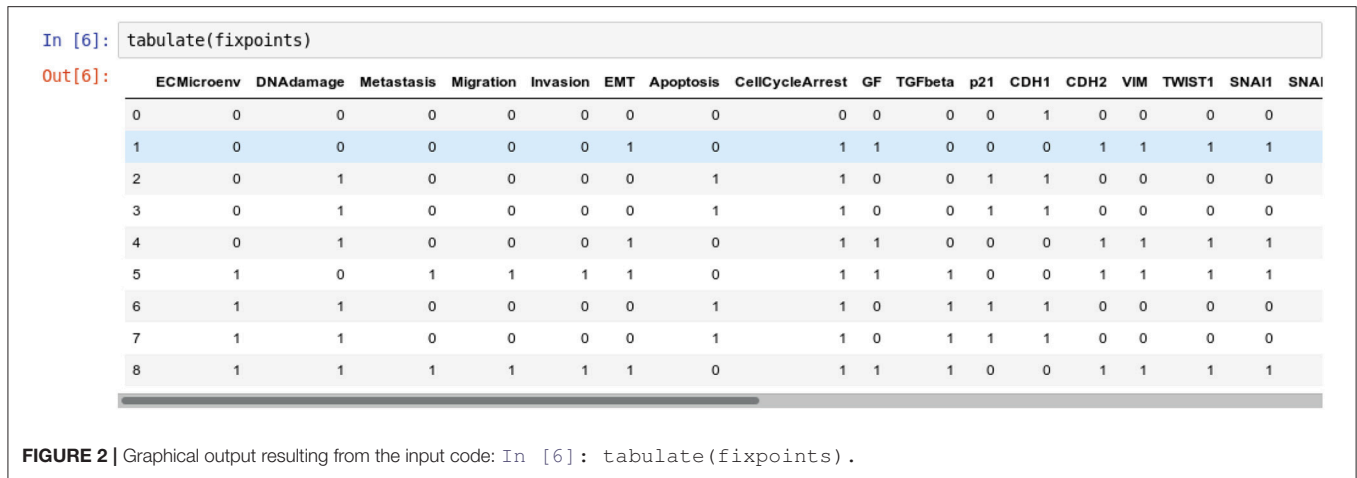 In [6]: tabulate(fixpoints)
Out[6]:
ECMicroenv DNAdamage Metastasis Migration Invasion EMT Apoptosis CellCycleArrest GF TGFbeta p21 CDH1 CDH2 VIM TWIST1 SNAI1 SNAI
0 0 0 0 0 0 0 0 0 0 0 0 1 0 0 0 0
1 0 0 0 0 0 1 0 1 1 0 0 0 1 1 1 1
2 0 1 0 0 0 0 1 1 0 0 1 1 0 0 0 0
3 0 1 0 0 0 0 1 1 0 0 1 1 0 0 0 0
4 0 1 0 0 0 1 0 1 1 0 0 0 1 1 1 1
5 1 0 1 1 1 1 0 1 1 1 0 0 1 1 1 1
6 1 1 0 0 0 0 1 1 0 1 1 1 0 0 0 0
7 1 1 0 0 0 0 1 1 0 1 1 1 0 0 0 0
8 1 1 1 1 1 1 0 1 1 1 0 0 1 1 1 1
FIGURE 2 | Graphical output resulting from the input code: In [6]: tabulate(fixpoints).